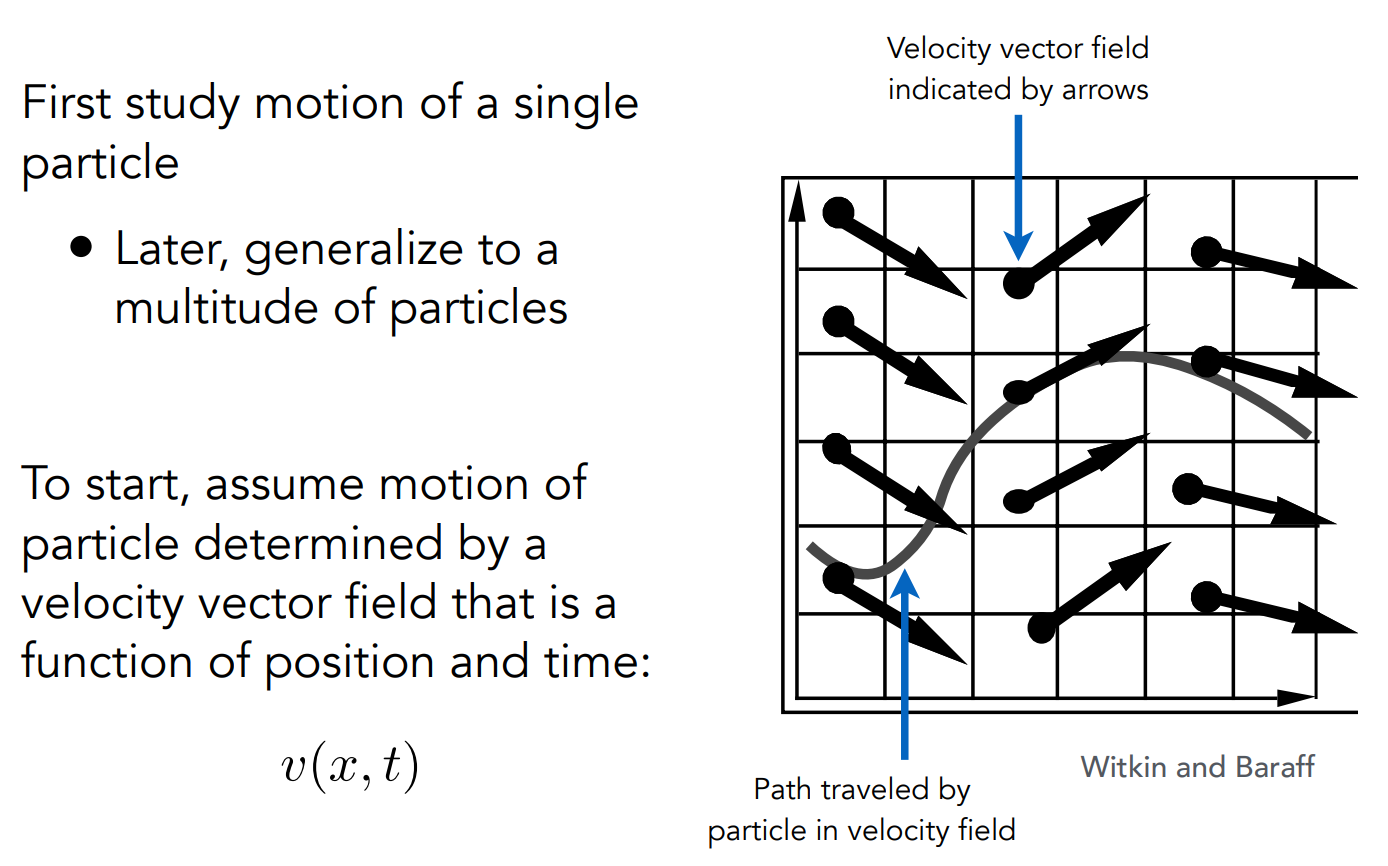 First study motion of a single
particle
● Later, generalize to a
multitude of particles
To start, assume motion of
particle determined by a
velocity vector field that is a
function of position and time:
v(x, t)
Velocity vector field
indicated by arrows
Witkin and Baraff
Path traveled by
particle in velocity field